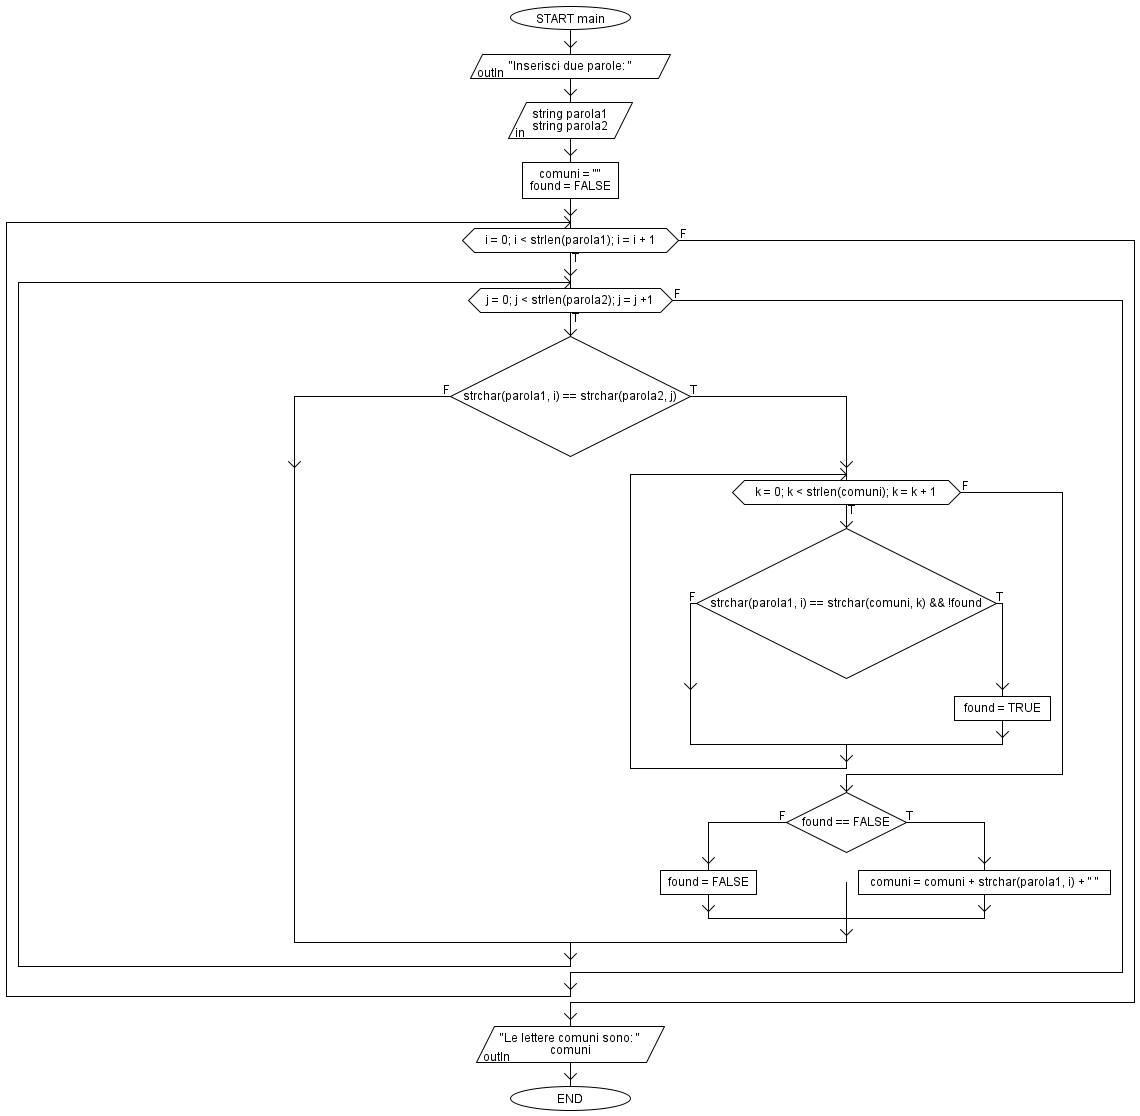 START main
"Inserisci due parole: "
outln
string parola1
string parola2
in
comuni = ""
found = FALSE
i = 0; i < strlen(parola1); i = i + 1
F
T
j = 0; j < strlen(parola2); j = j +1
F
T
F
strchar(parola1, i) == strchar(parola2, j)
T
k = 0; k < strlen(comuni); k = k + 1
F
T
F
strchar(parola1, i) == strchar(comuni, k) && !found
T
found = TRUE
F
found == FALSE
T
found = FALSE
comuni = comuni + strchar(parola1, i) + " "
"Le lettere comuni sono: "
comuni
outln
END